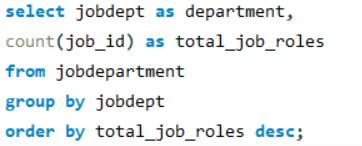 select jobdept as department,
count(job_id) as total_job_roles
from jobdepartment
group by jobdept
order by total_job_roles desc;